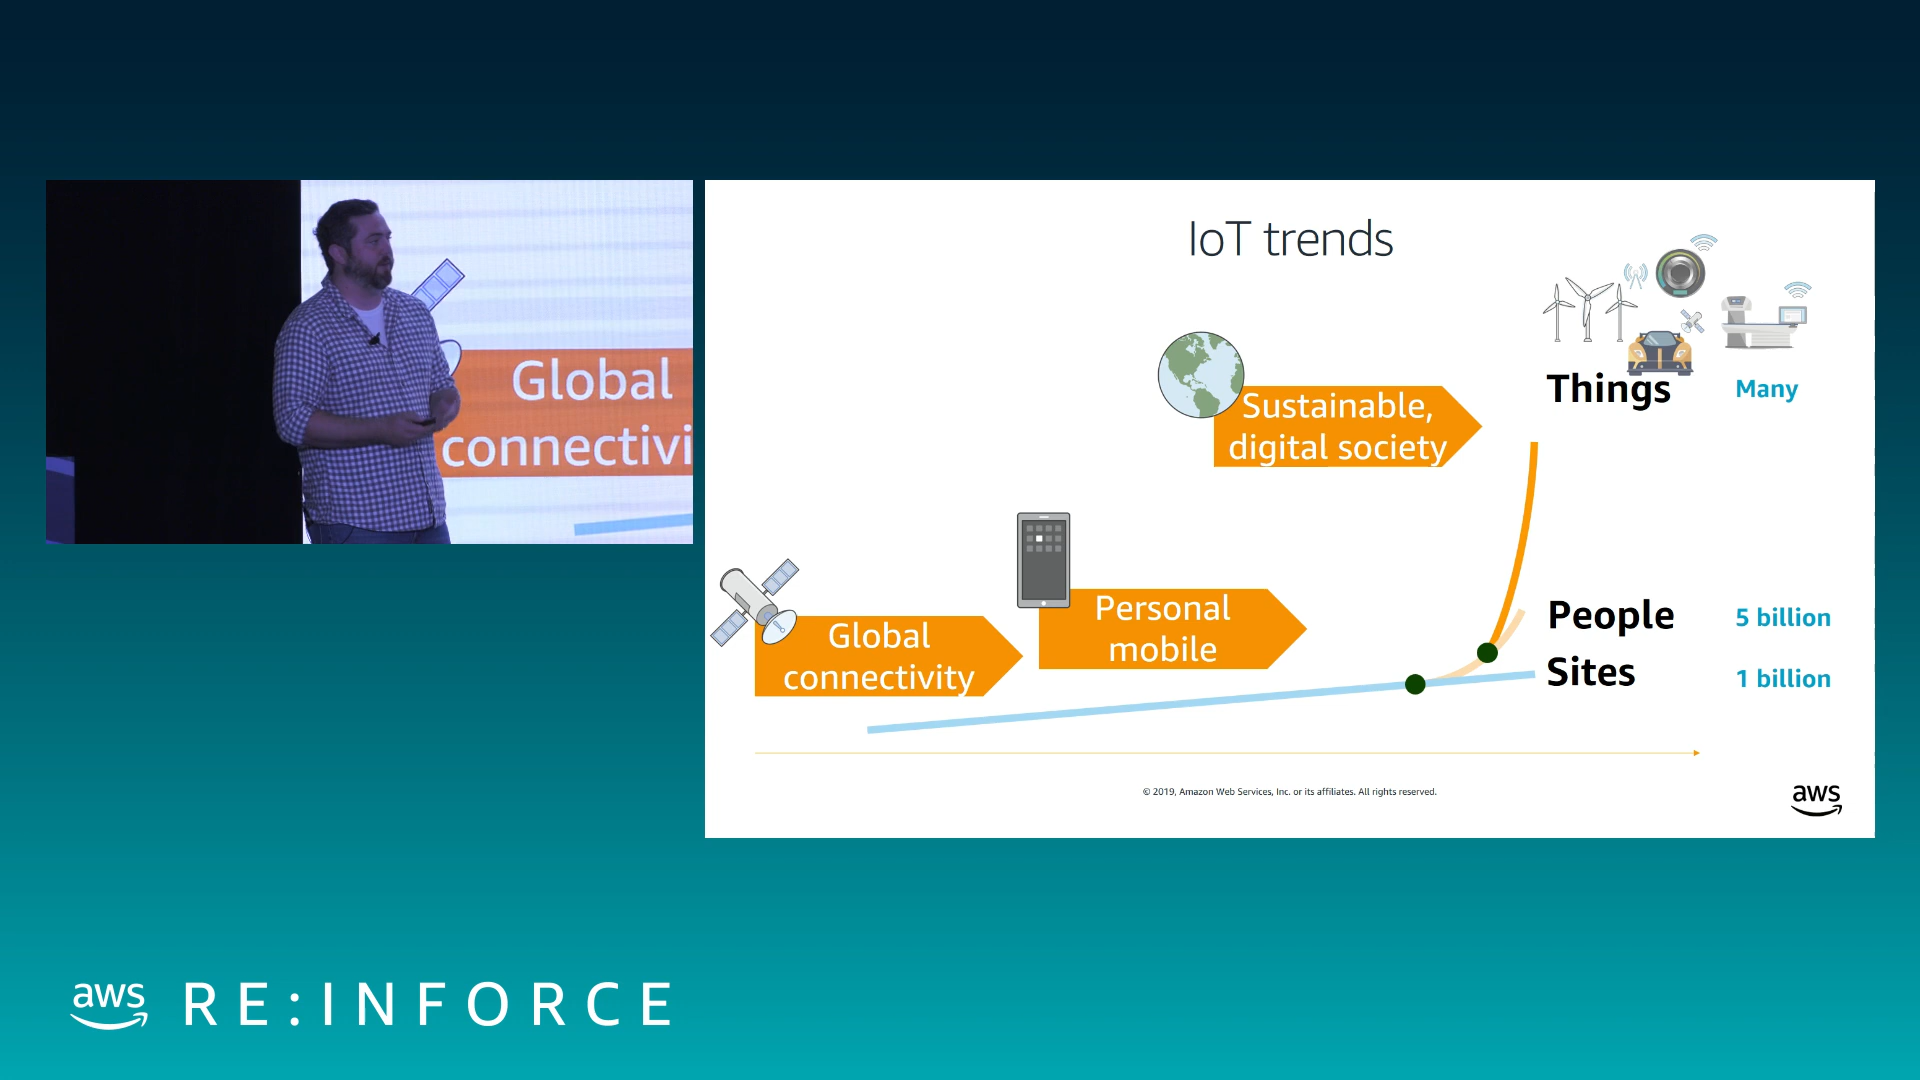 Global
connectivi
IoT trends
Things
Many
Sustainable,
digital society
Personal
mobile
People
5 billion
Global
connectivity
Sites
1 billion
© 2019, Amazon Web Services, Inc. or its affiliates. All rights reserved.
aws
aws RE:INFORCE